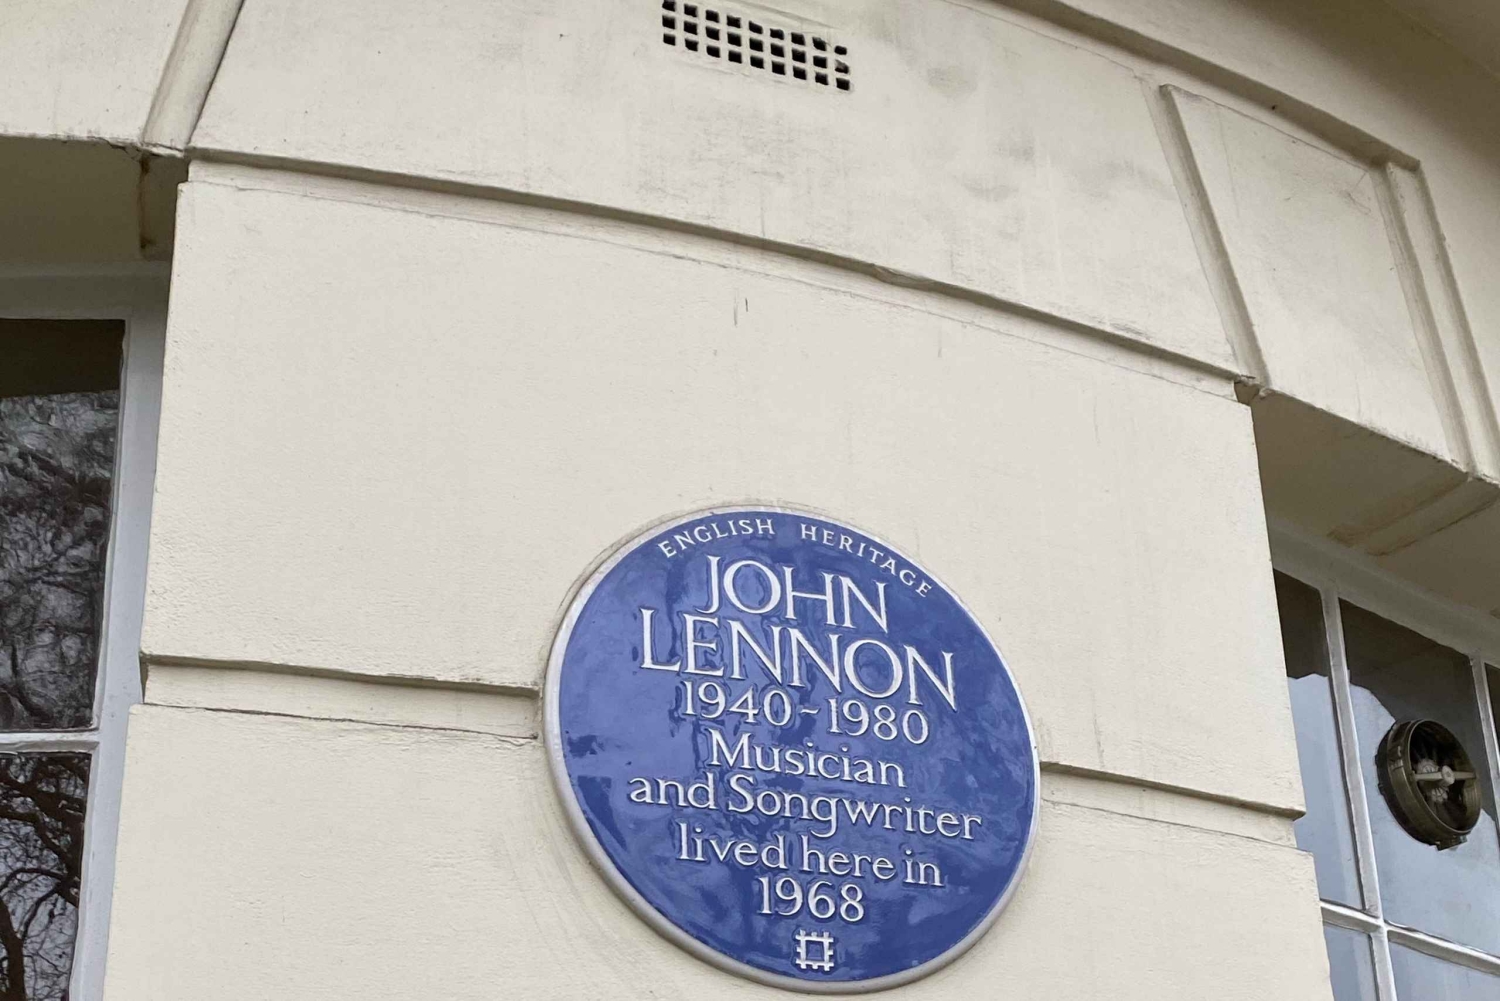 ENGLISH HERITAGE
JOHN
LENNON
1940-1980
Musician
and Songwriter
lived here in
1968